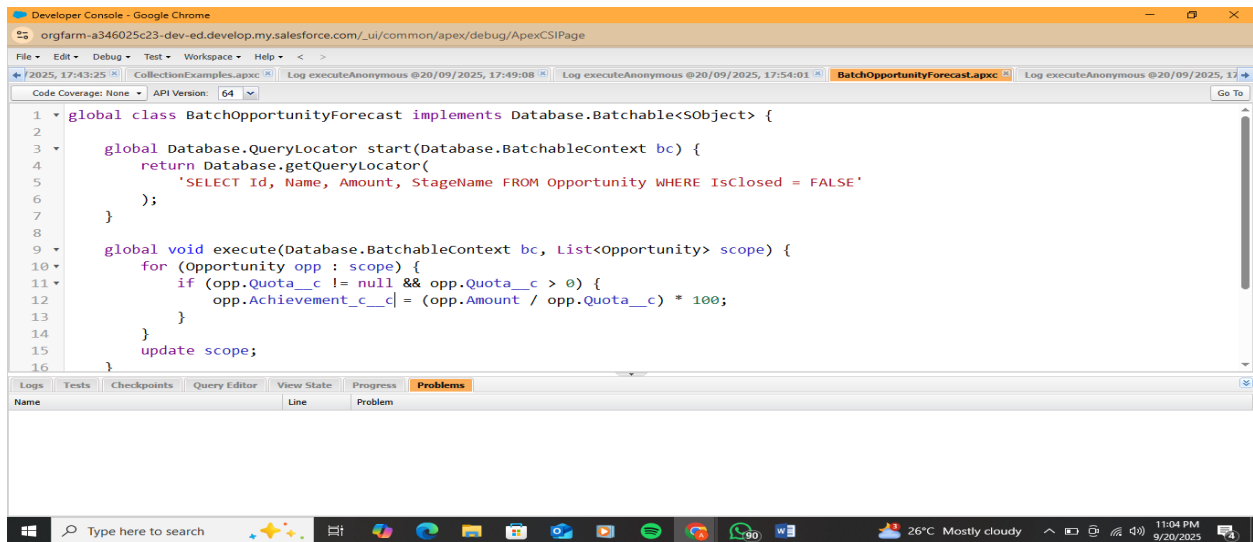 Developer Console - Google Chrome
orgfarm-a346025c23-dev-ed.develop.my.salesforce.com/_ui/common/apex/debug/ApexCSIPage
File Edit Debug Test Workspace Help < >
/2025, 17:43:25 CollectionExamples.apxc Log executeAnonymous @20/09/2025, 17:49:08 Log executeAnonymous @20/09/2025, 17:54:01 BatchOpportunityForecast.apxc Log executeAnonymous @20/09/2025, 17
Code Coverage: None API Version: 64 Go To
1 global class BatchOpportunityForecast implements Database.Batchable<SObject> {
2
3 global Database.QueryLocator start(Database.BatchableContext bc) {
4 return Database.getQueryLocator(
5 'SELECT Id, Name, Amount, StageName FROM Opportunity WHERE IsClosed = FALSE'
6 );
7 }
8
9 global void execute(Database.BatchableContext bc, List<Opportunity> scope) {
10 for (Opportunity opp : scope) {
11 if (opp.Quota__c != null && opp.Quota__c > 0) {
12 opp.Achievement_c__c = (opp.Amount / opp.Quota__c) * 100;
13 }
14 }
15 update scope;
16 }
Logs Tests Checkpoints Query Editor View State Progress Problems
Name Line Problem
Type here to search 90 26°C Mostly cloudy 11:04 PM
9/20/2025 4